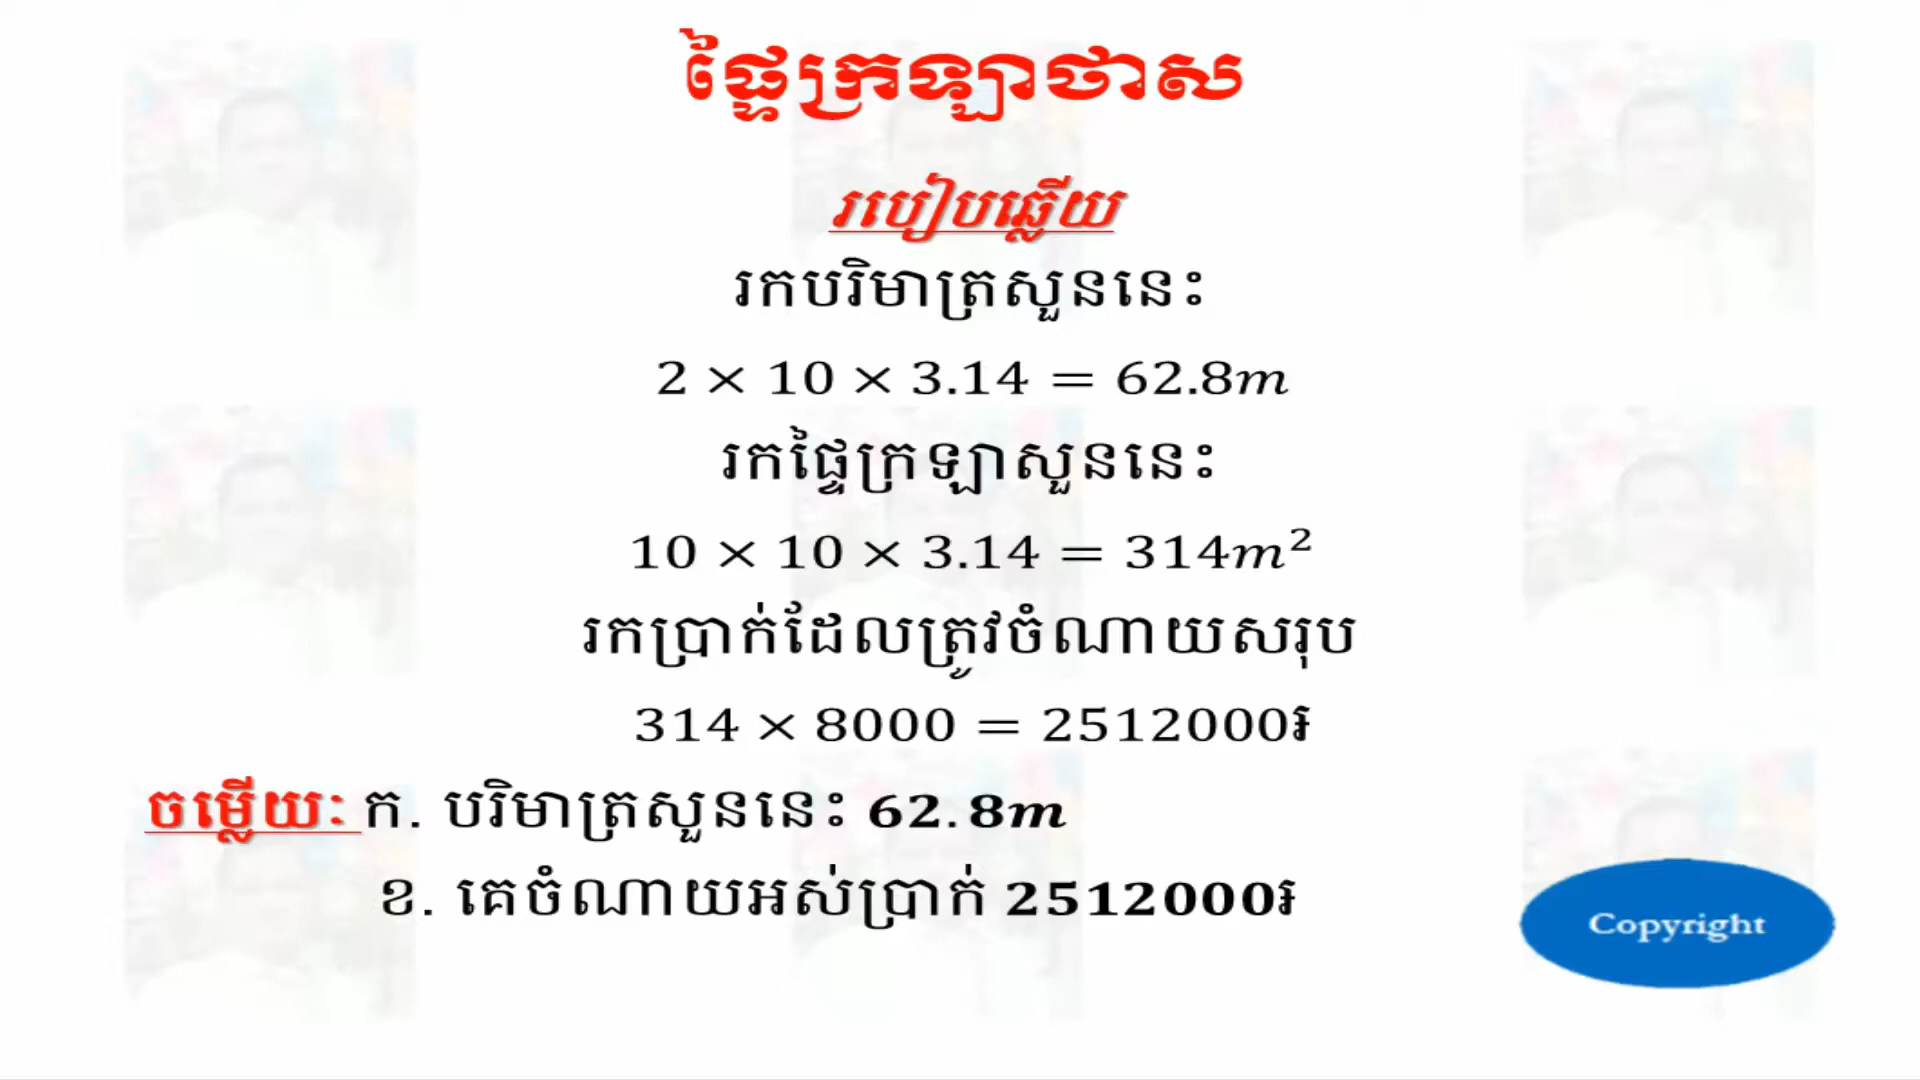 ផ្ទៃក្រឡាថាស
របៀបឆ្លើយ
រកបរិមាត្រសួននេះ
2 × 10 × 3.14 = 62.8m
រកផ្ទៃក្រឡាសួននេះ
10 × 10 × 3.14 = 314m²
រកប្រាក់ដែលត្រូវចំណាយសរុប
314 × 8000 = 2512000៛
ចម្លើយ: ក. បរិមាត្រសួននេះ 62.8m
ខ. គេចំណាយអស់ប្រាក់ 2512000៛
Copyright